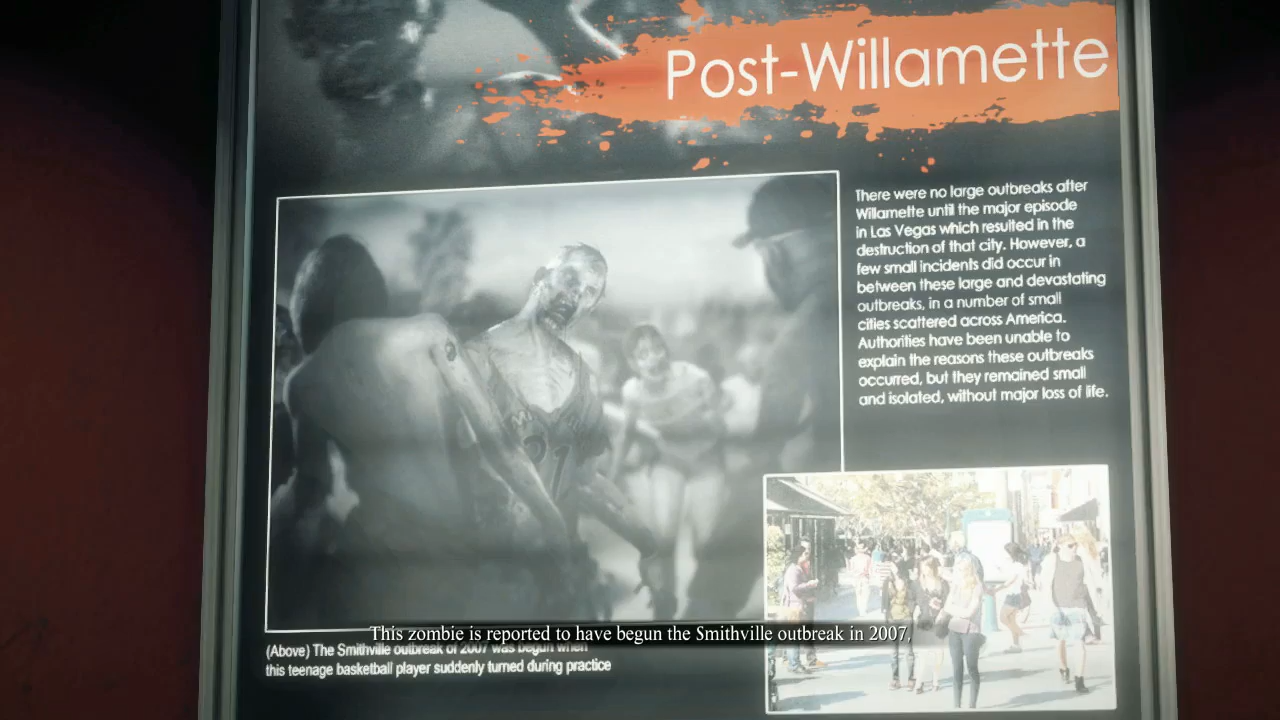 Post-Willamette
There were no large outbreaks after
Willamette until the major episode
in Las Vegas which resulted in the
destruction of that city. However, a
few small incidents did occur in
between these large and devastating
outbreaks, in a number of small
cities scattered across America.
Authorities have been unable to
explain the reasons these outbreaks
occurred, but they remained small
and isolated, without major loss of life.
21
This zombie is reported to have begun the Smithville outbreak in 2007.
(Above) The Smithville outbreak of 2007 was begun when
this teenage basketball player suddenly turned during practice